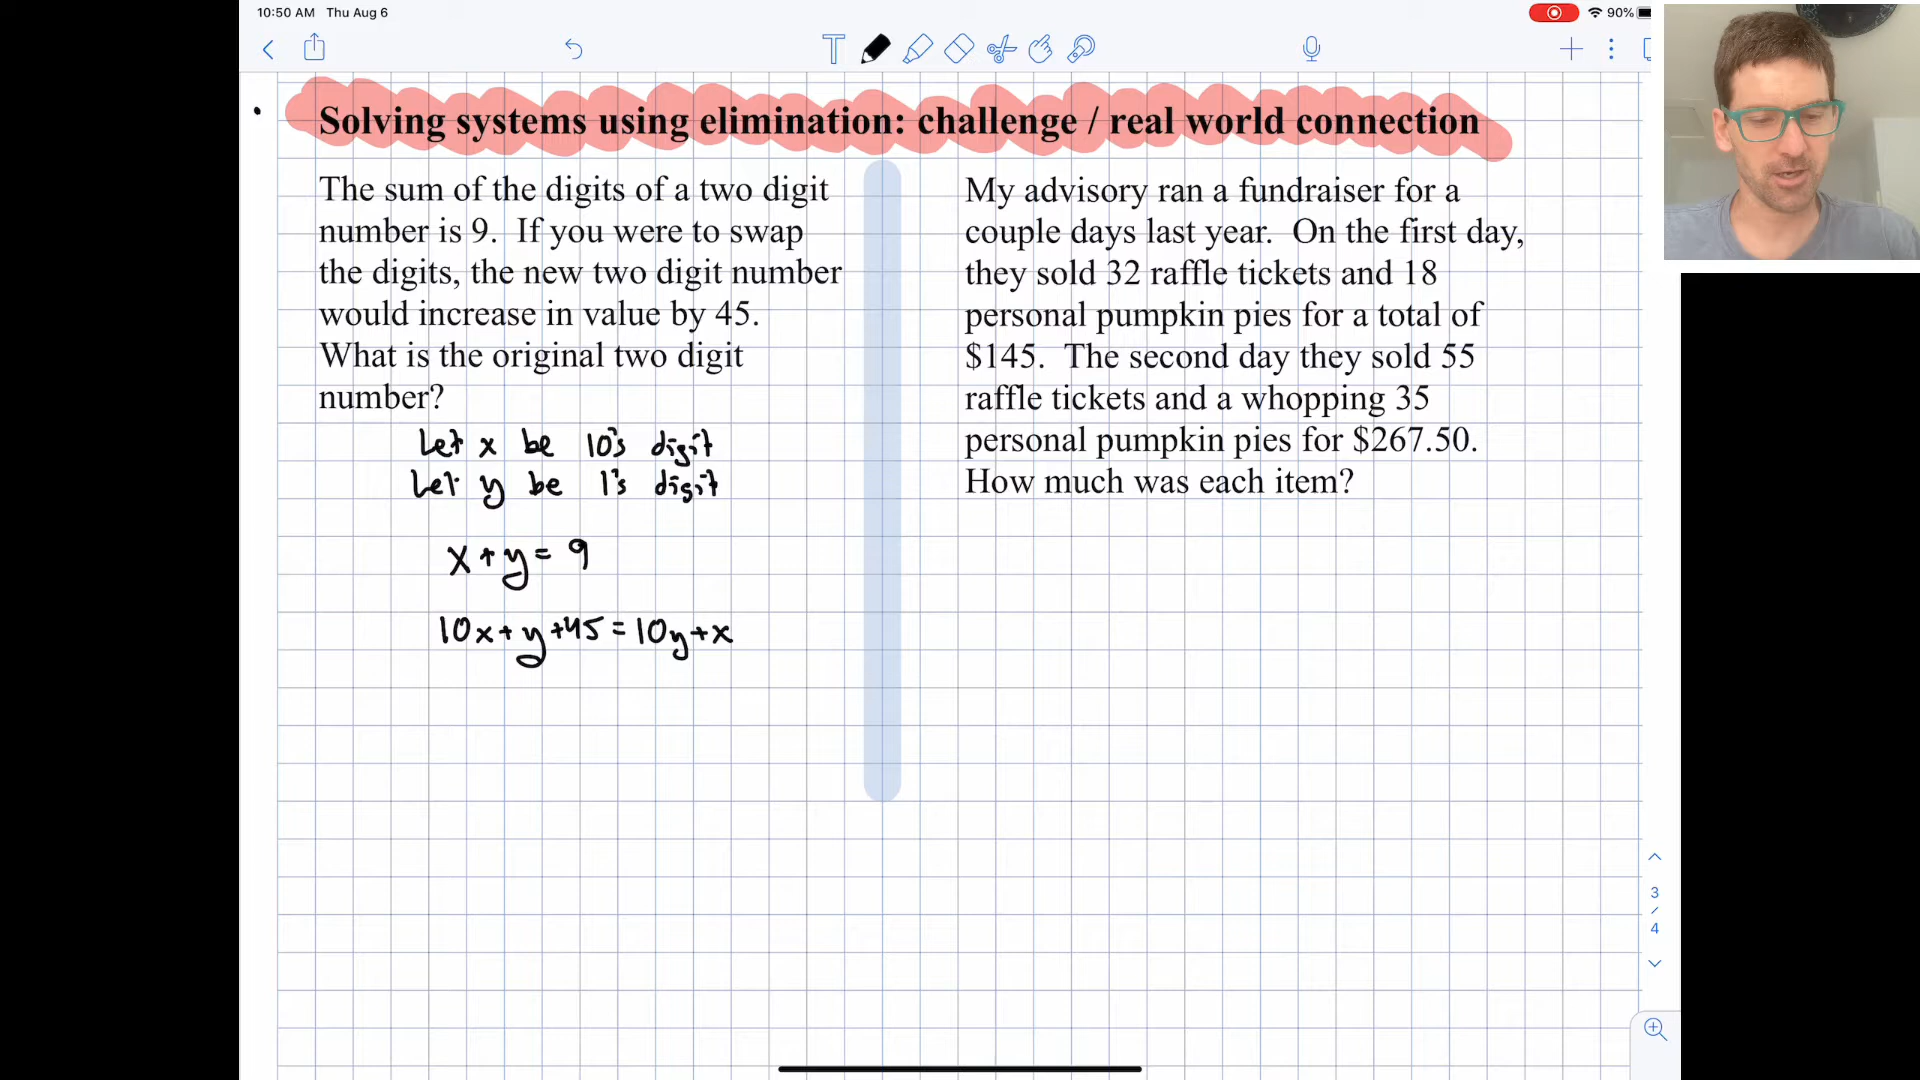 10:50 AM Thu Aug 6
90%
Solving systems using elimination: challenge / real world connection
The sum of the digits of a two digit
number is 9. If you were to swap
the digits, the new two digit number
would increase in value by 45.
What is the original two digit
number?
Let x be 10's digit
Let y be 1's digit
x + y = 9
10x + y + 45 = 10y + x
My advisory ran a fundraiser for a
couple days last year. On the first day,
they sold 32 raffle tickets and 18
personal pumpkin pies for a total of
$145. The second day they sold 55
raffle tickets and a whopping 35
personal pumpkin pies for $267.50.
How much was each item?
3
/
4